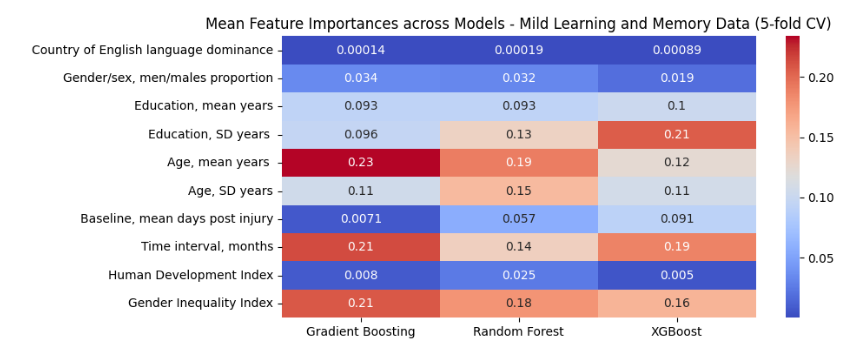 Mean Feature Importances across Models - Mild Learning and Memory Data (5-fold CV)
Country of English language dominance 0.00014 0.00019 0.00089
Gender/sex, men/males proportion 0.034 0.032 0.019
Education, mean years 0.093 0.093 0.1
Education, SD years 0.096 0.13 0.21
Age, mean years 0.23 0.19 0.12
Age, SD years 0.11 0.15 0.11
Baseline, mean days post injury 0.0071 0.057 0.091
Time interval, months 0.21 0.14 0.19
Human Development Index 0.008 0.025 0.005
Gender Inequality Index 0.21 0.18 0.16
Gradient Boosting Random Forest XGBoost
0.20
0.15
0.10
0.05